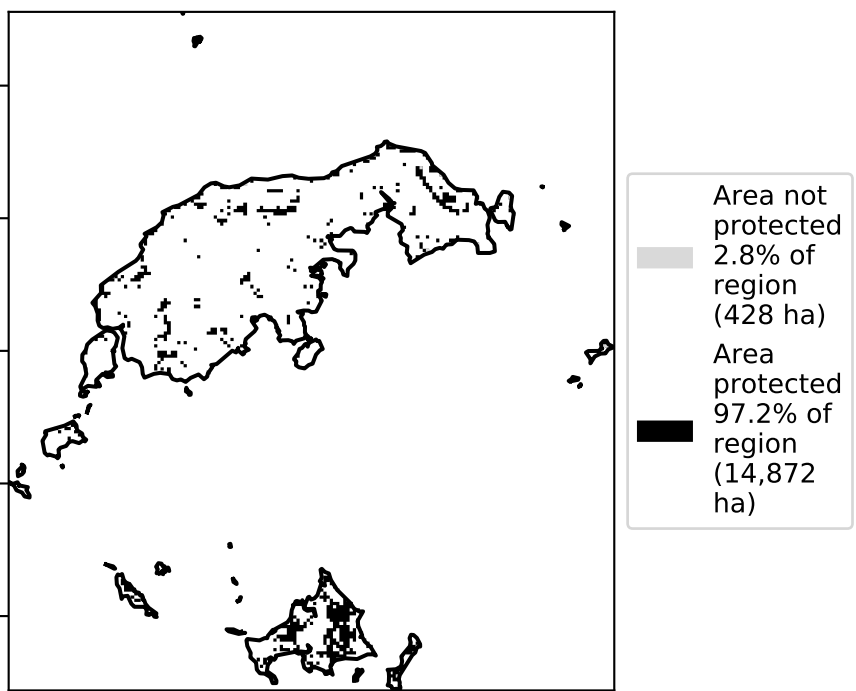 Area not
protected
2.8% of
region
(428 ha)
Area
protected
97.2% of
region
(14,872
ha)